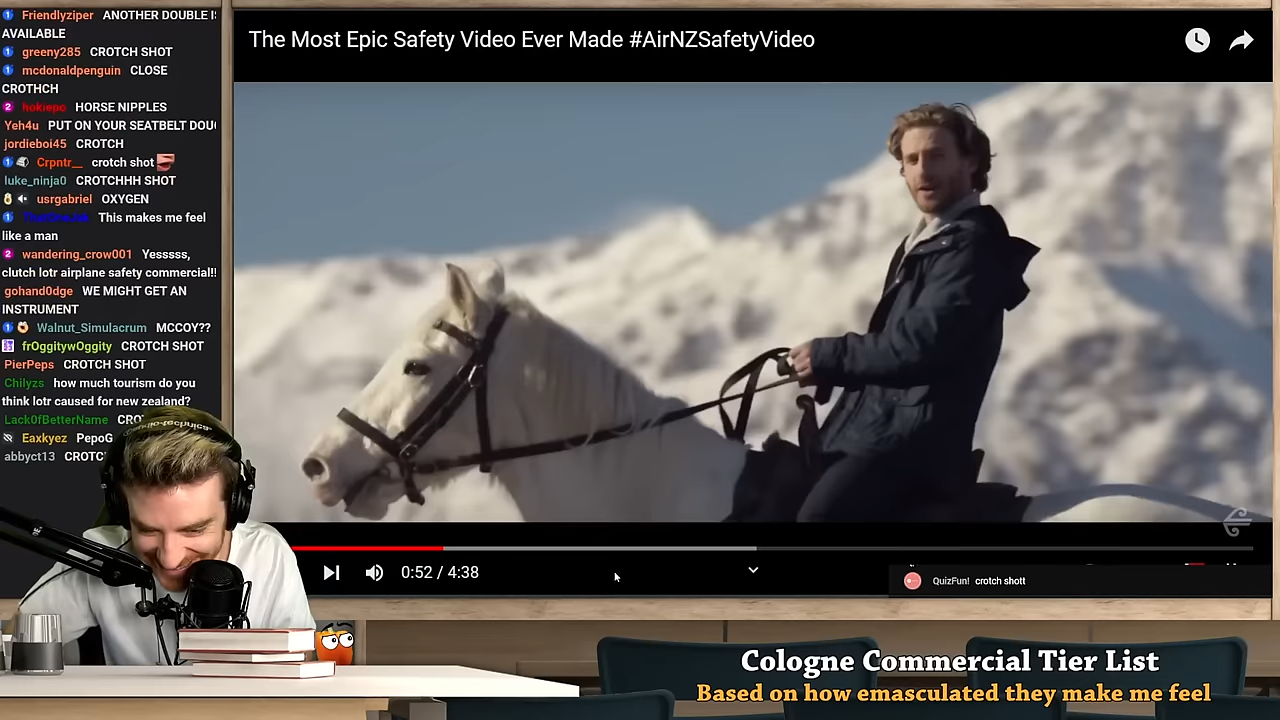 Friendlyziper ANOTHER DOUBLE I
AVAILABLE
greeny285 CROTCH SHOT
mcdonaldpenguin CLOSE
CROTHCH
2 hokiepo HORSE NIPPLES
Yeh4u PUT ON YOUR SEATBELT DOU
jordieboi45 CROTCH
Crpntr__ crotch shot
luke_ninja0 CROTCHHH SHOT
usrgabriel OXYGEN
This makes me feel
like a man
2 wandering_crow001 Yesssss,
clutch lotr airplane safety commercial!!
gohand0dge WE MIGHT GET AN
INSTRUMENT
Walnut_Simulacrum MCCOY??
frOggitywOggity CROTCH SHOT
PierPeps CROTCH SHOT
Chilyzs how much tourism do you
think lotr caused for new zealand?
Lack0fBetterName CRO
Eaxkyez PepoG
abbyct13 CROTC
The Most Epic Safety Video Ever Made #AirNZSafetyVideo
0:52 / 4:38
QuizFun! crotch shott
audio-technica
Cologne Commercial Tier List
Based on how emasculated they make me feel